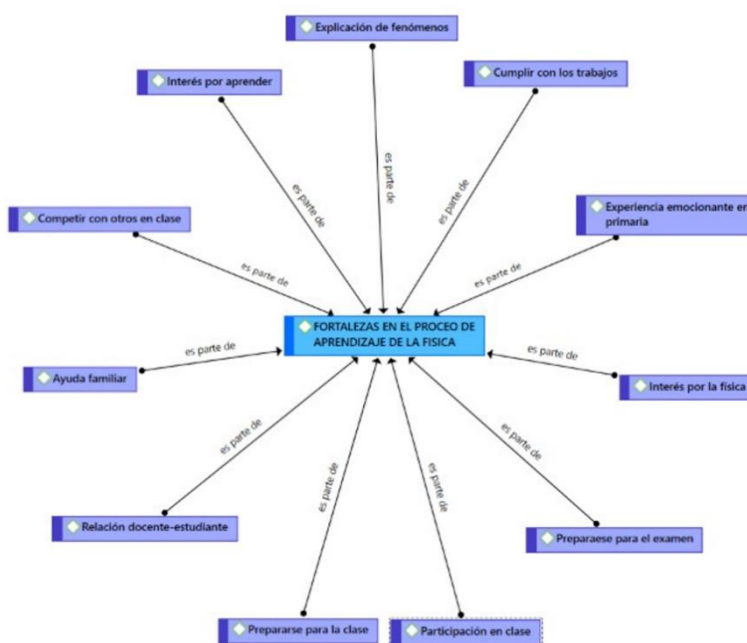 Explicación de fenómenos
Interés por aprender
Cumplir con los trabajos
es parte de
es parte de
es parte de
Competir con otros en clase
Experiencia emocionante en
primaria
es parte de
es parte de
FORTALEZAS EN EL PROCEO DE
APRENDIZAJE DE LA FISICA
Ayuda familiar
es parte de
es parte de
Interés por la física
es parte de
es parte de
es parte de
es parte de
Relación docente-estudiante
Preparaese para el examen
Prepararse para la clase
Participación en clase